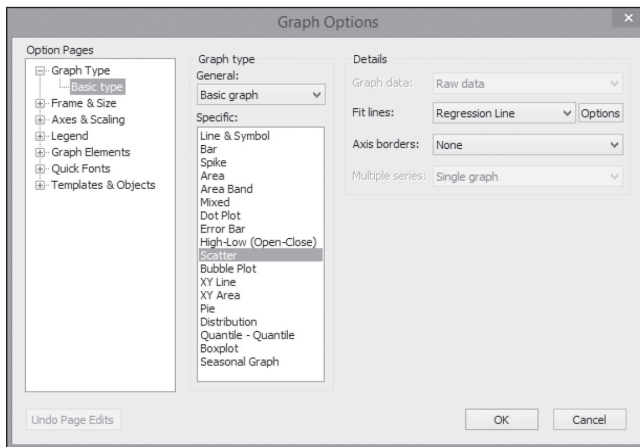 Graph Options
Option Pages
Graph Type
Basic type
Frame & Size
Axes & Scaling
Legend
Graph Elements
Quick Fonts
Templates & Objects
Graph type
General:
Basic graph
Specific:
Line & Symbol
Bar
Spike
Area
Area Band
Mixed
Dot Plot
Error Bar
High-Low (Open-Close)
Scatter
Bubble Plot
XY Line
XY Area
Pie
Distribution
Quantile - Quantile
Boxplot
Seasonal Graph
Details
Graph data: Raw data
Fit lines: Regression Line Options
Axis borders: None
Multiple series: Single graph
Undo Page Edits
OK Cancel